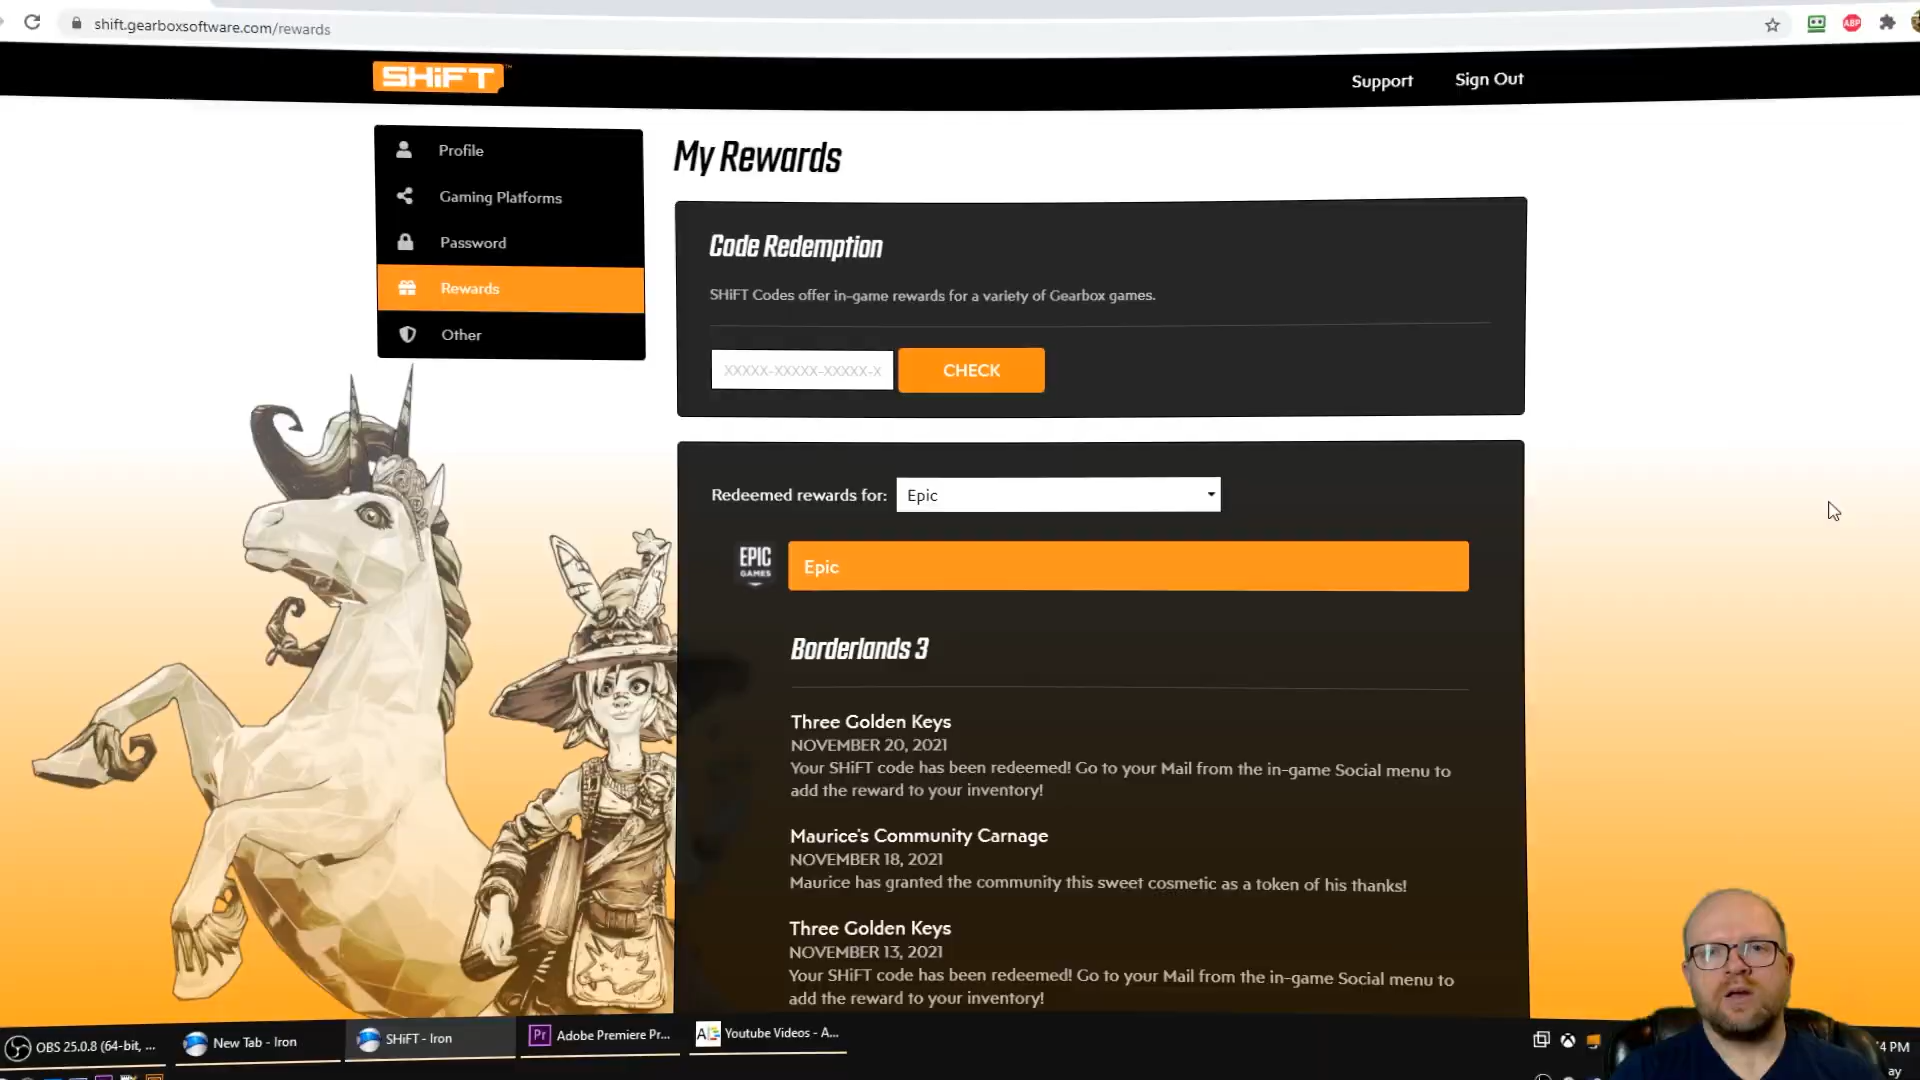 shift.gearboxsoftware.com/rewards
ABP
SHiFT™
Support
Sign Out
Profile
Gaming Platforms
Password
Rewards
Other
My Rewards
Code Redemption
SHiFT Codes offer in-game rewards for a variety of Gearbox games.
XXXXX-XXXXX-XXXXX-X
CHECK
Redeemed rewards for:
Epic
EPIC
GAMES
Epic
Borderlands 3
Three Golden Keys
NOVEMBER 20, 2021
Your SHiFT code has been redeemed! Go to your Mail from the in-game Social menu to
add the reward to your inventory!
Maurice's Community Carnage
NOVEMBER 18, 2021
Maurice has granted the community this sweet cosmetic as a token of his thanks!
Three Golden Keys
NOVEMBER 13, 2021
Your SHiFT code has been redeemed! Go to your Mail from the in-game Social menu to
add the reward to your inventory!
OBS 25.0.8 (64-bit, ...
New Tab - Iron
SHiFT - Iron
Pr
Adobe Premiere Pr...
Youtube Videos - A...
4 PM